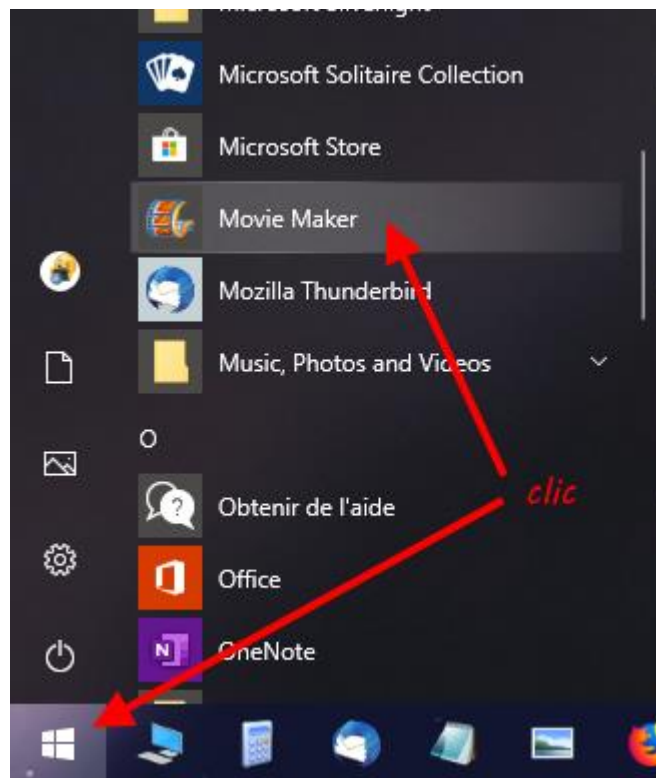 Microsoft Solitaire Collection
Microsoft Store
Movie Maker
Mozilla Thunderbird
Music, Photos and Videos
O
clic
Obtenir de l'aide
Office
OneNote